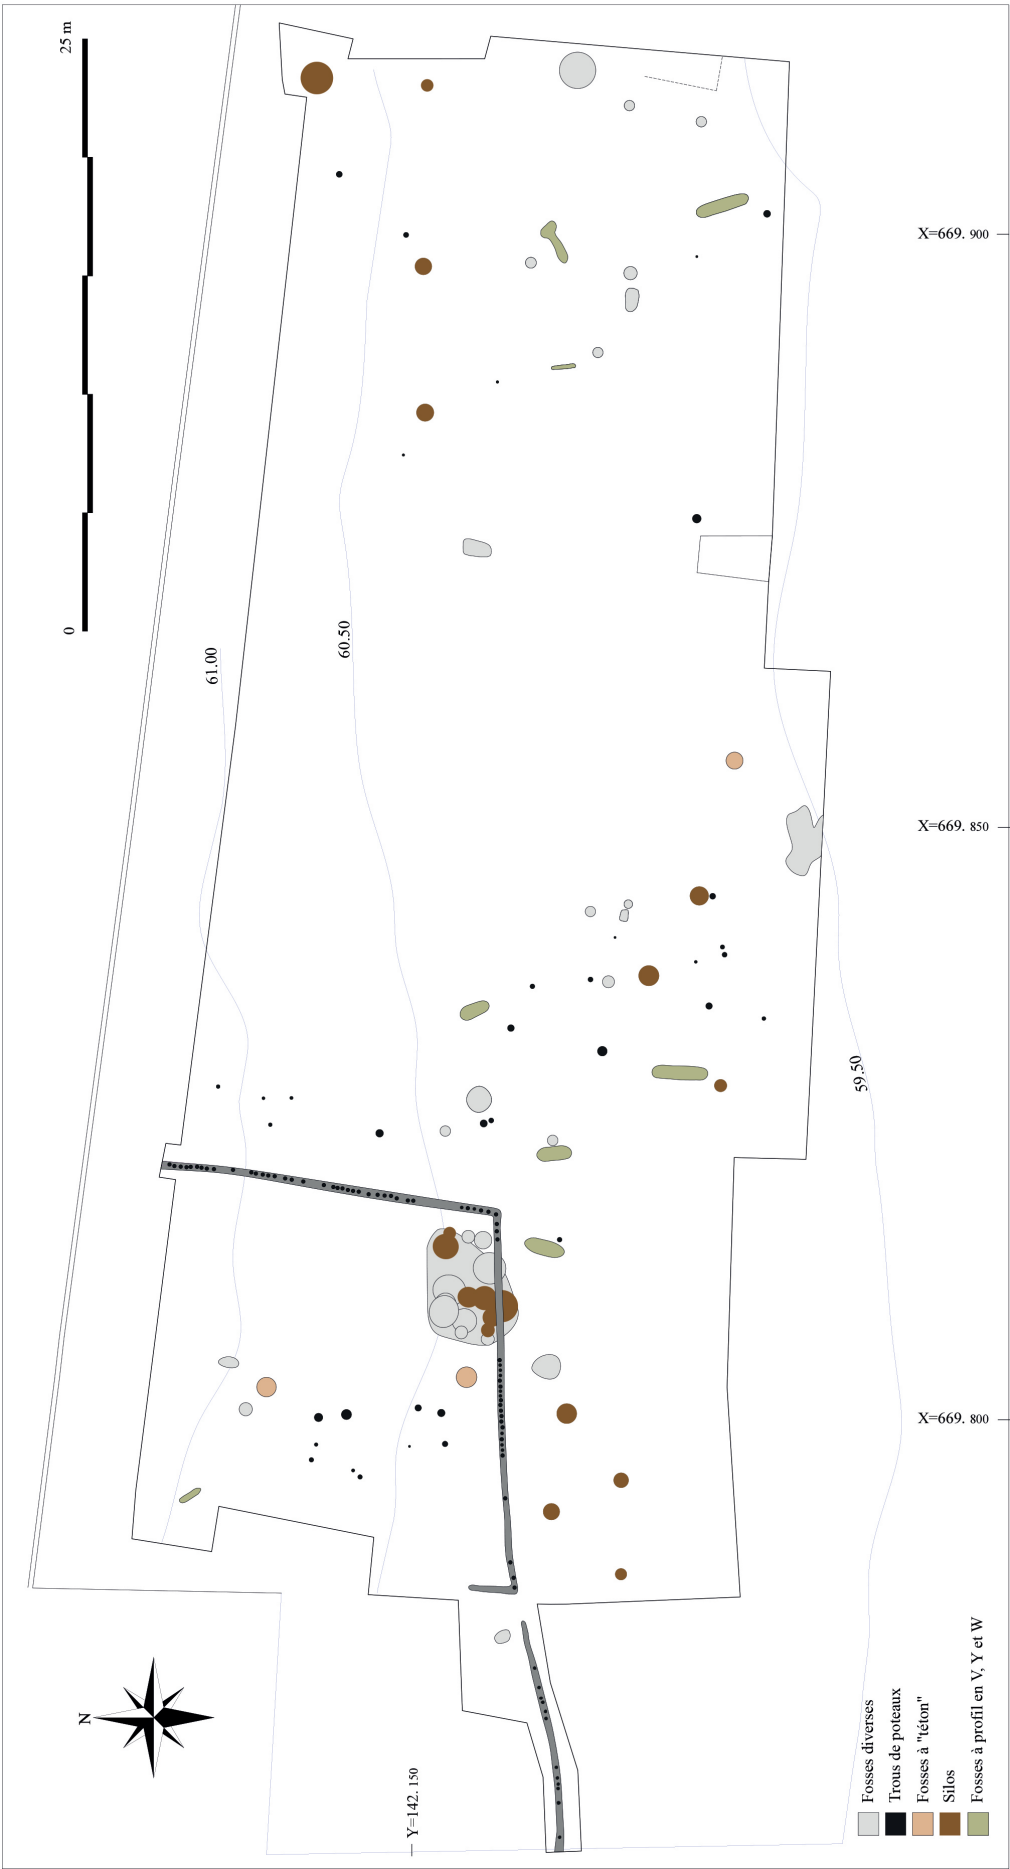 25 m
0
61.00
60.50
59.50
X=669. 900
X=669. 850
X=669. 800
Y=142. 150
N
Fosses diverses
Trous de poteaux
Fosses à "téton"
Silos
Fosses à profil en V, Y et W